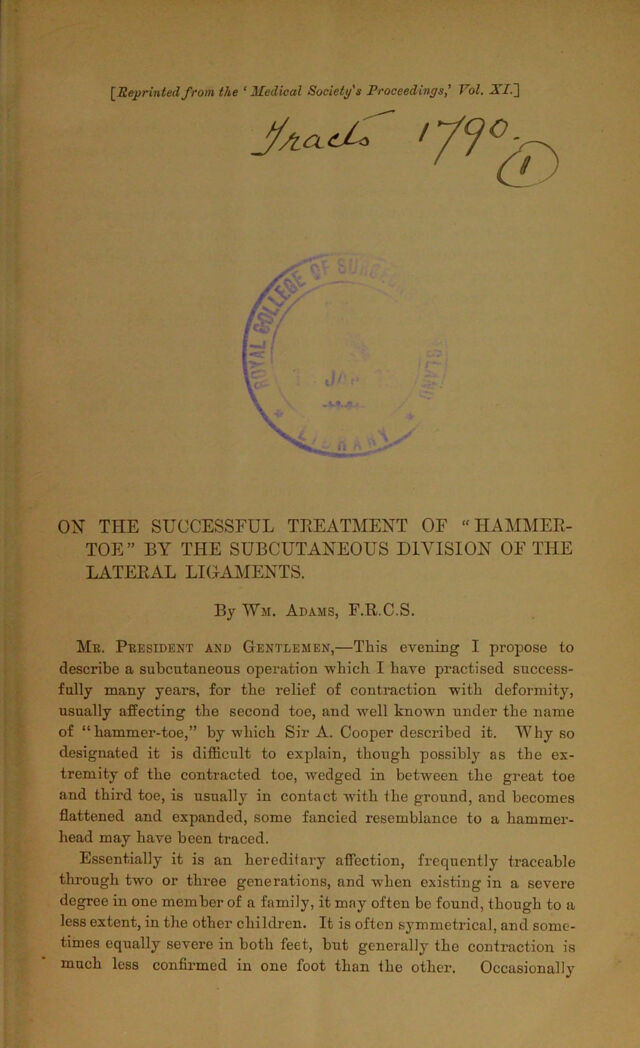 [Reprinted from the ‘Medical Society's Proceedings,’ Vol. XI.]
Tracts 1790.
(1)
ROYAL COLLEGE OF SURGEONS
LIBRARY
ON THE SUCCESSFUL TREATMENT OF “HAMMER-
TOE” BY THE SUBCUTANEOUS DIVISION OF THE
LATERAL LIGAMENTS.
By WM. ADAMS, F.R.C.S.
MR. PRESIDENT AND GENTLEMEN,—This evening I propose to
describe a subcutaneous operation which I have practised success-
fully many years, for the relief of contraction with deformity,
usually affecting the second toe, and well known under the name
of “hammer-toe,” by which Sir A. Cooper described it. Why so
designated it is difficult to explain, though possibly as the ex-
tremity of the contracted toe, wedged in between the great toe
and third toe, is usually in contact with the ground, and becomes
flattened and expanded, some fancied resemblance to a hammer-
head may have been traced.
Essentially it is an hereditary affection, frequently traceable
through two or three generations, and when existing in a severe
degree in one member of a family, it may often be found, though to a
less extent, in the other children. It is often symmetrical, and some-
times equally severe in both feet, but generally the contraction is
much less confirmed in one foot than the other. Occasionally